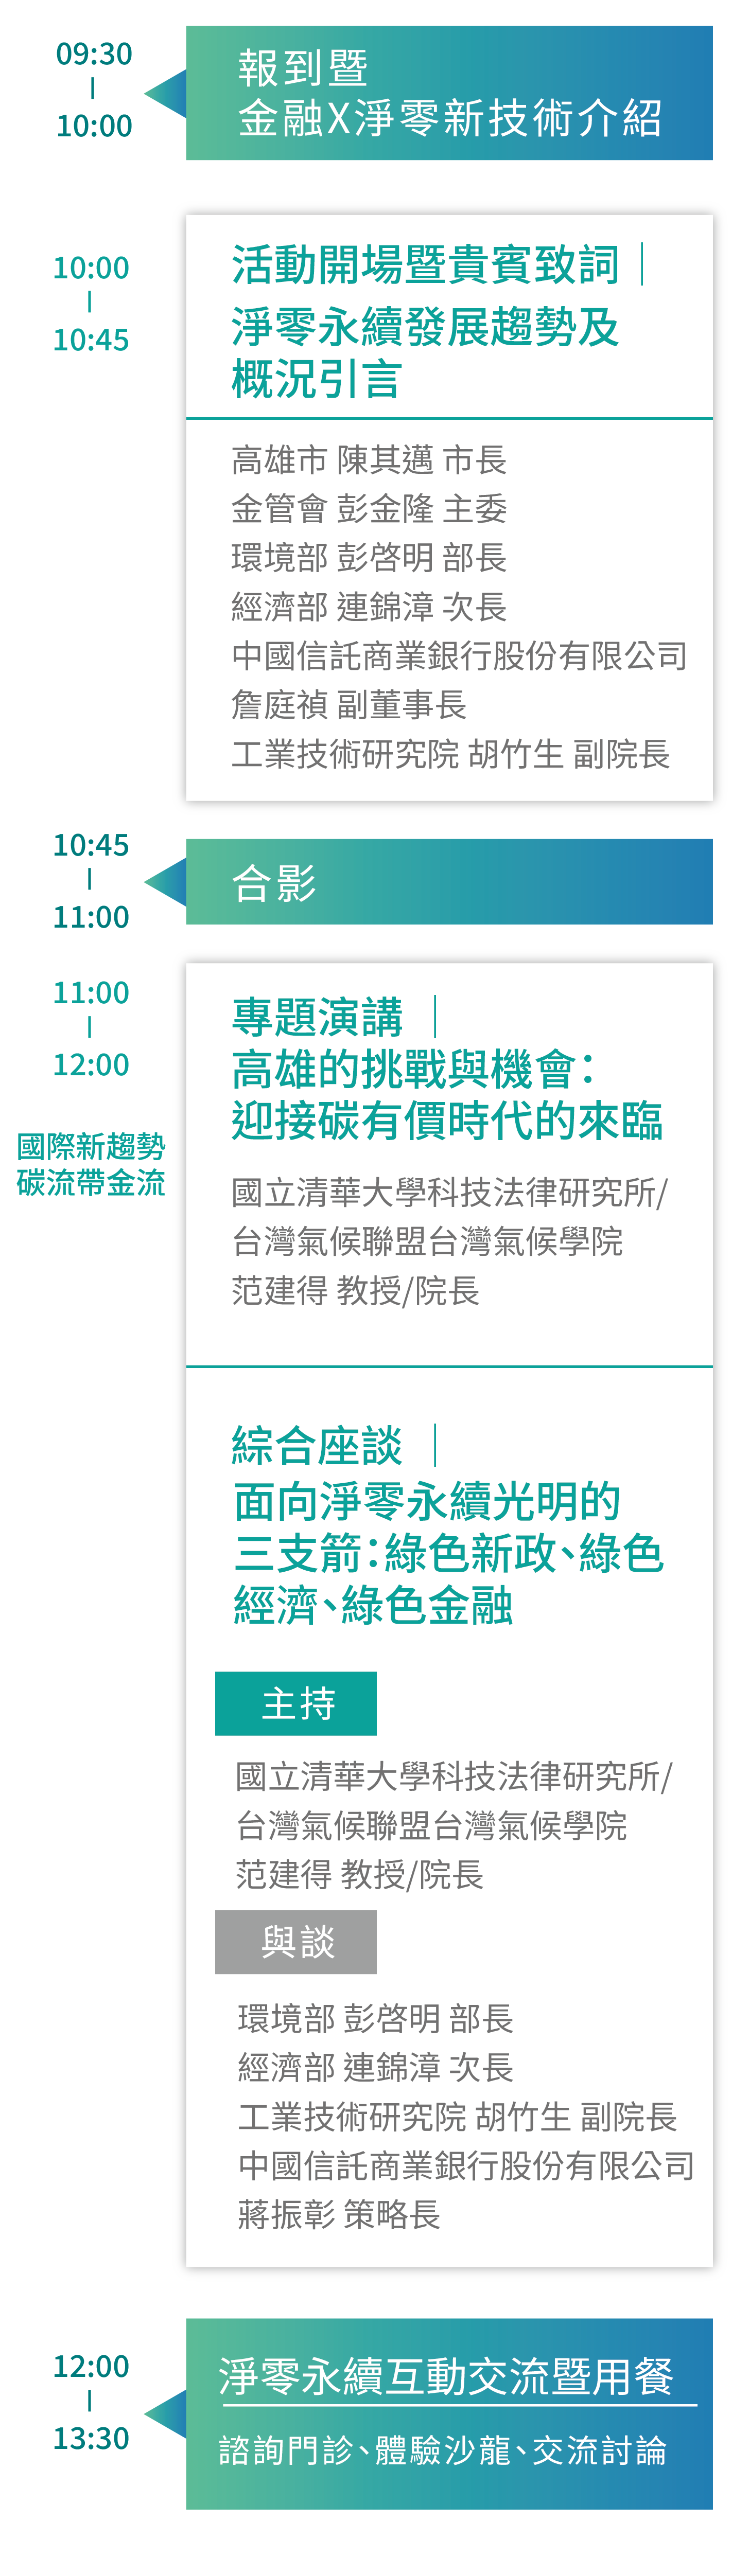 09:30
|
10:00
報到暨
金融X淨零新技術介紹
10:00
|
10:45
活動開場暨貴賓致詞｜
淨零永續發展趨勢及
概況引言
高雄市 陳其邁 市長
金管會 彭金隆 主委
環境部 彭啓明 部長
經濟部 連錦漳 次長
中國信託商業銀行股份有限公司
詹庭禎 副董事長
工業技術研究院 胡竹生 副院長
10:45
|
11:00
合影
11:00
|
12:00
國際新趨勢
碳流帶金流
專題演講｜
高雄的挑戰與機會：
迎接碳有價時代的來臨
國立清華大學科技法律研究所/
台灣氣候聯盟台灣氣候學院
范建得 教授/院長
綜合座談｜
面向淨零永續光明的
三支箭：綠色新政、綠色
經濟、綠色金融
主持
國立清華大學科技法律研究所/
台灣氣候聯盟台灣氣候學院
范建得 教授/院長
與談
環境部 彭啓明 部長
經濟部 連錦漳 次長
工業技術研究院 胡竹生 副院長
中國信託商業銀行股份有限公司
蔣振彰 策略長
12:00
|
13:30
淨零永續互動交流暨用餐
諮詢門診、體驗沙龍、交流討論